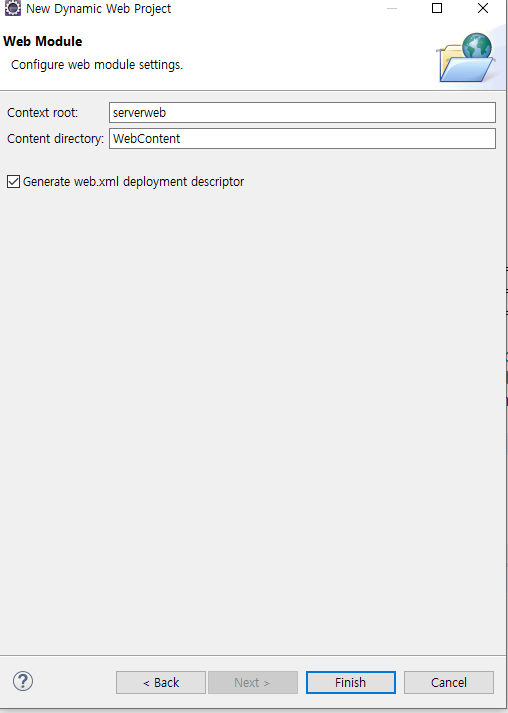 New Dynamic Web Project
Web Module
Configure web module settings.
Context root: serverweb
Content directory: WebContent
Generate web.xml deployment descriptor
? < Back Next > Finish Cancel